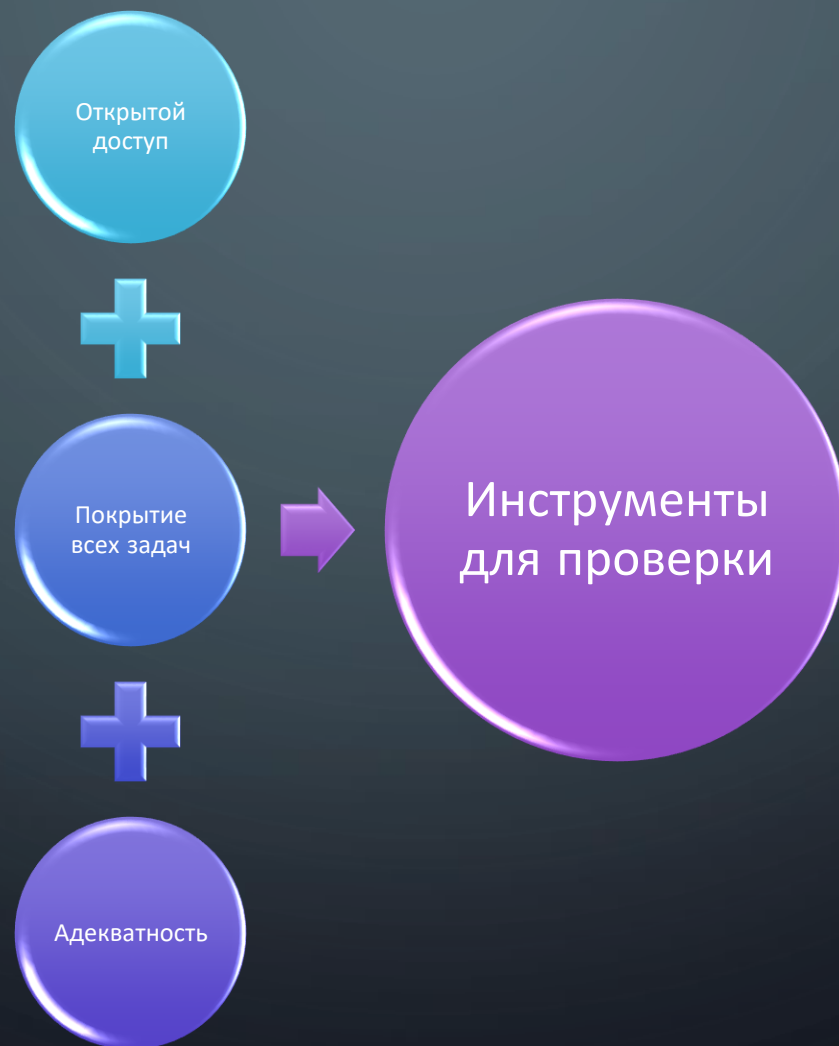 Открытой
доступ
Покрытие
всех задач
Адекватность
Инструменты
для проверки